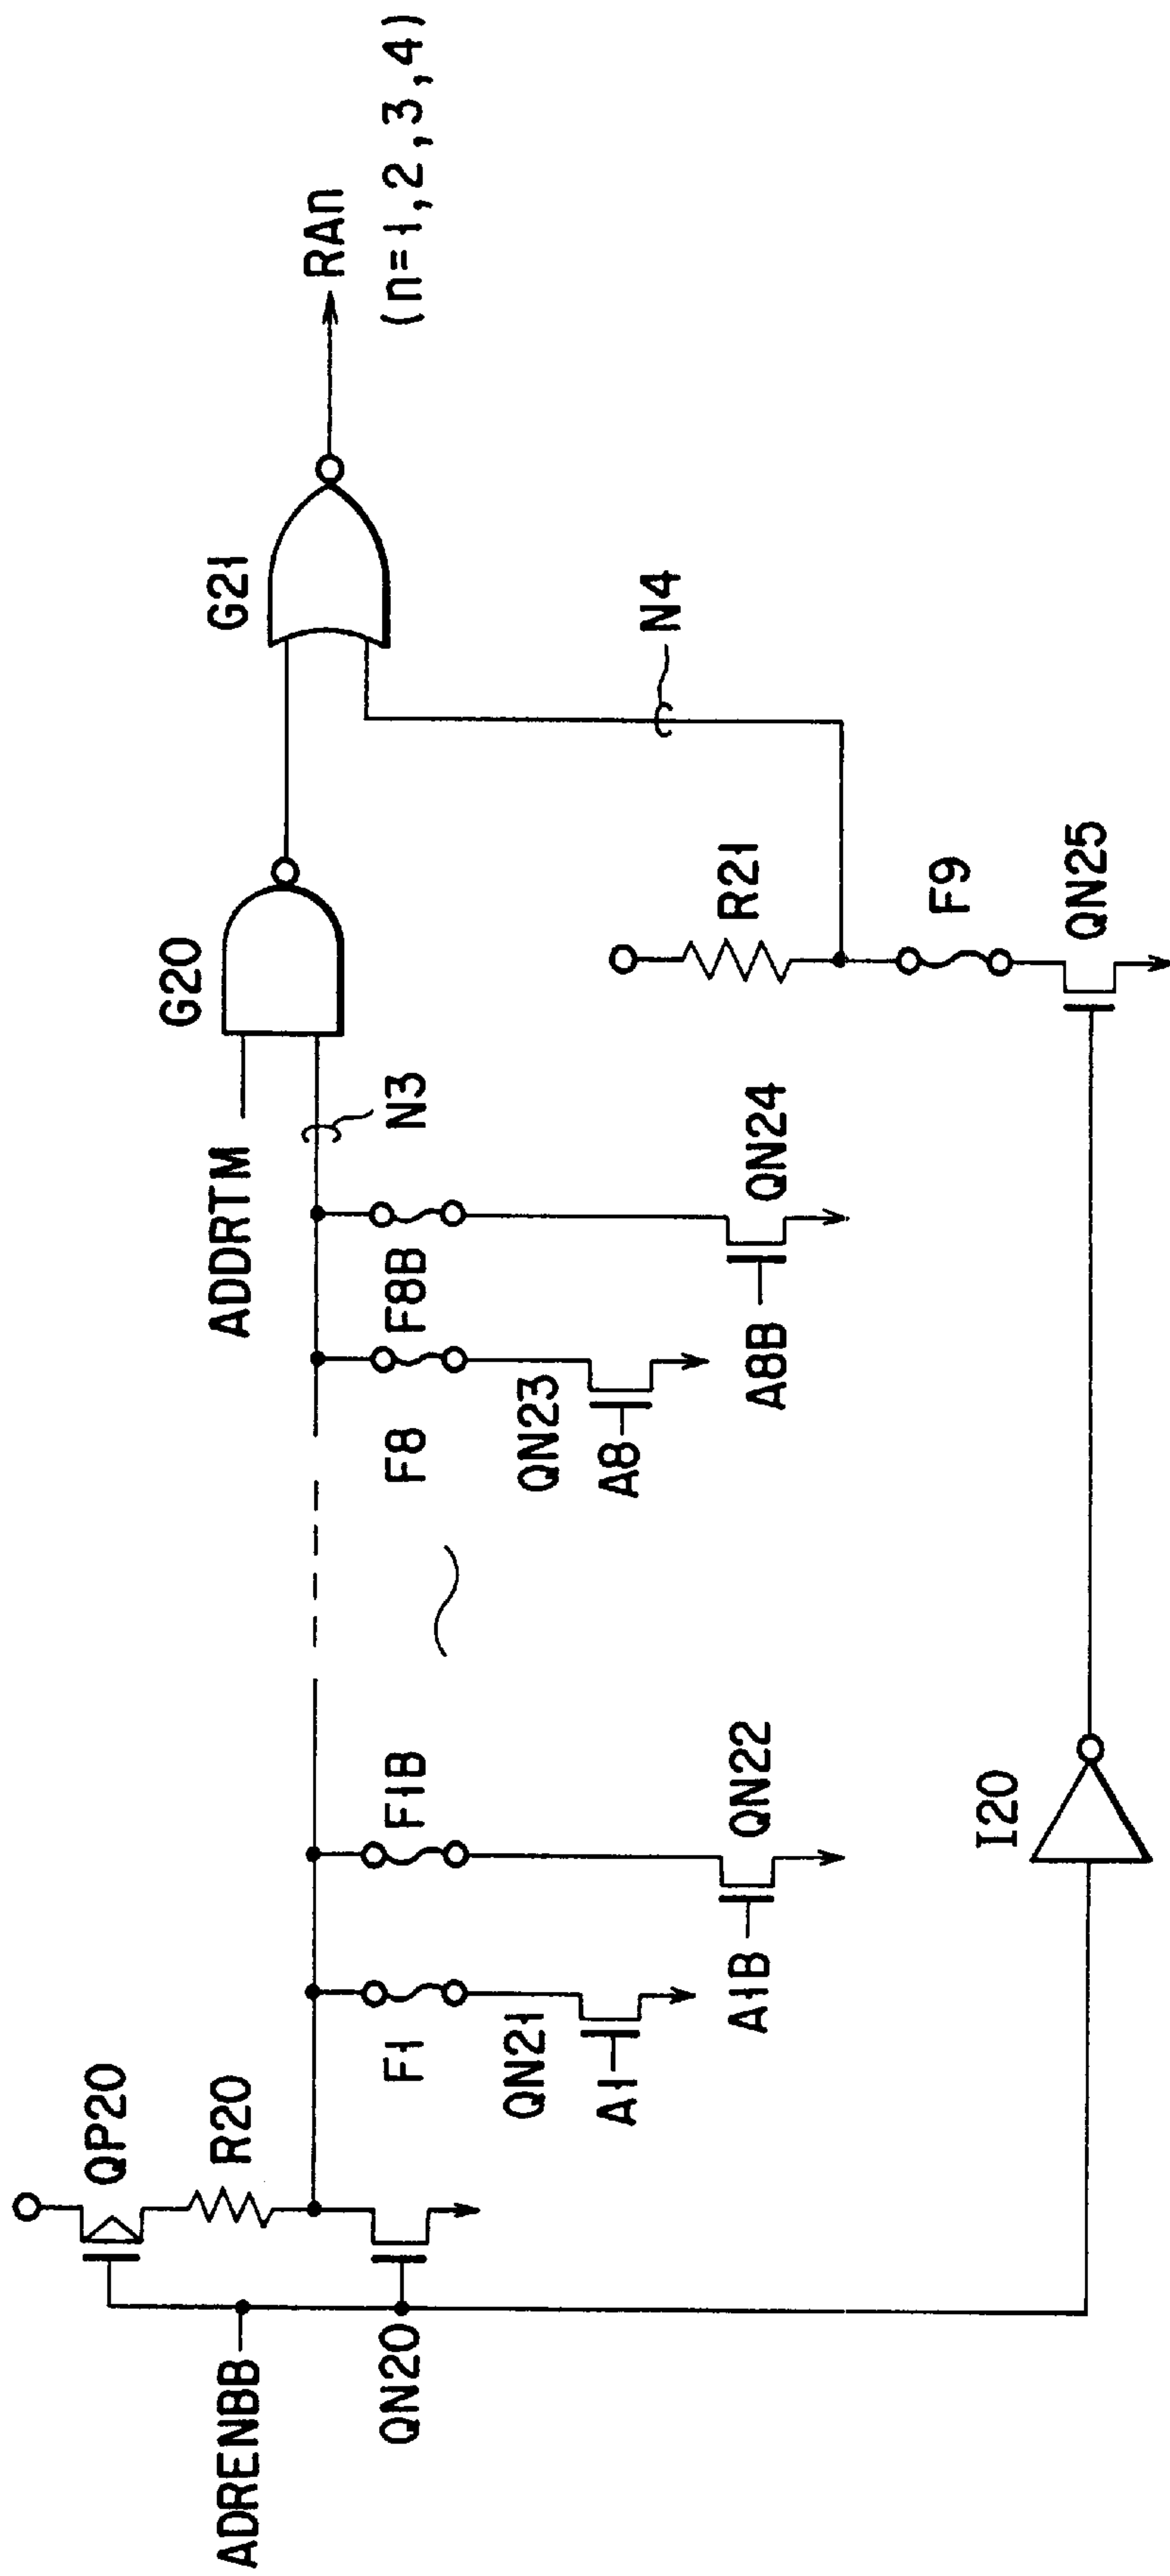 ADRENBB
QP20
R20
QN20
F1
QN21
A1
F1B
A1B
QN22
F8
QN23
A8
F8B
A8B
QN24
ADDRTM
N3
G20
G21
RAn
(n=1,2,3,4)
N4
R21
F9
QN25
I20